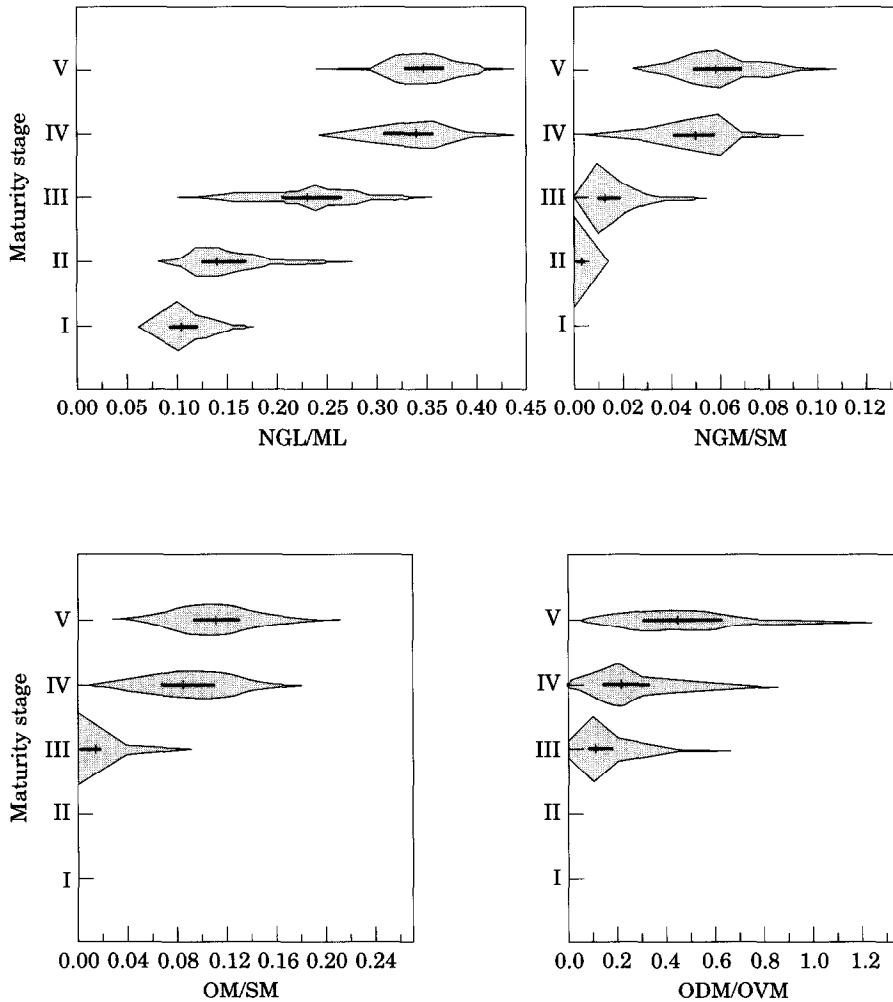 Maturity stage
V
IV
III
II
I
0.00 0.05 0.10 0.15 0.20 0.25 0.30 0.35 0.40 0.45
NGL/ML
V
IV
III
II
I
0.00 0.02 0.04 0.06 0.08 0.10 0.12
NGM/SM
Maturity stage
V
IV
III
II
I
0.00 0.04 0.08 0.12 0.16 0.20 0.24
OM/SM
V
IV
III
II
I
0.0 0.2 0.4 0.6 0.8 1.0 1.2
ODM/OVM